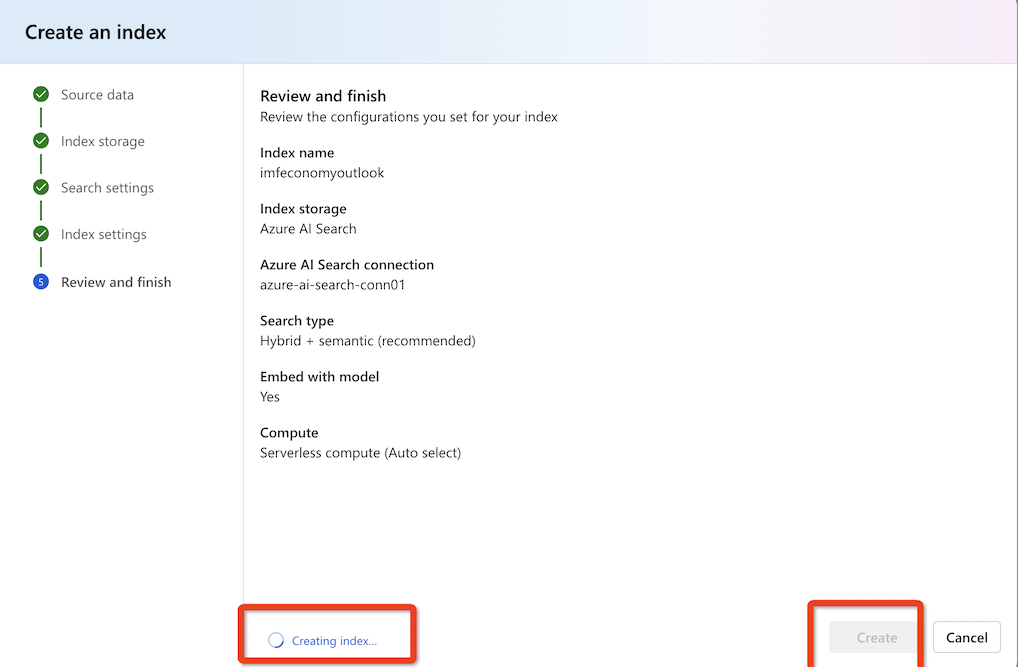 Create an index
Source data
Index storage
Search settings
Index settings
5 Review and finish
Review and finish
Review the configurations you set for your index
Index name
imfeconomyoutlook
Index storage
Azure AI Search
Azure AI Search connection
azure-ai-search-conn01
Search type
Hybrid + semantic (recommended)
Embed with model
Yes
Compute
Serverless compute (Auto select)
Creating index...
Create
Cancel